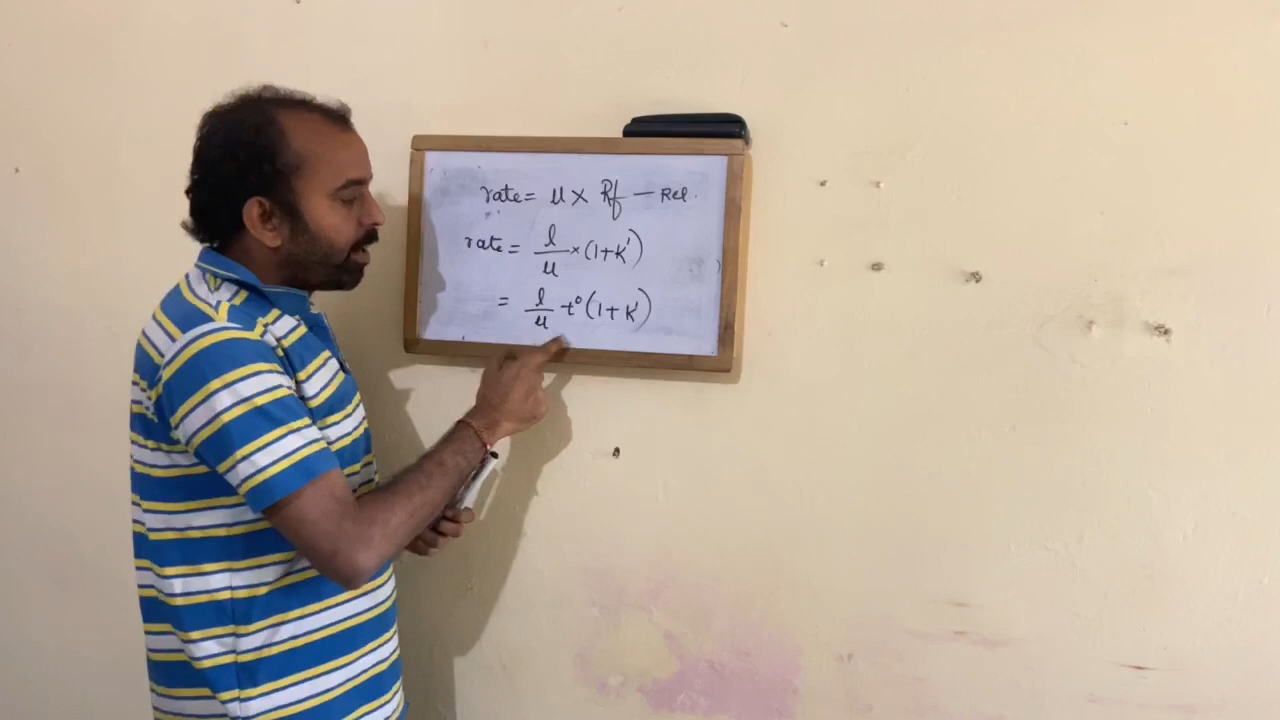 rate = u × Rf — Rel.
rate = l/u × (1+k')
= l/u t° (1+k')